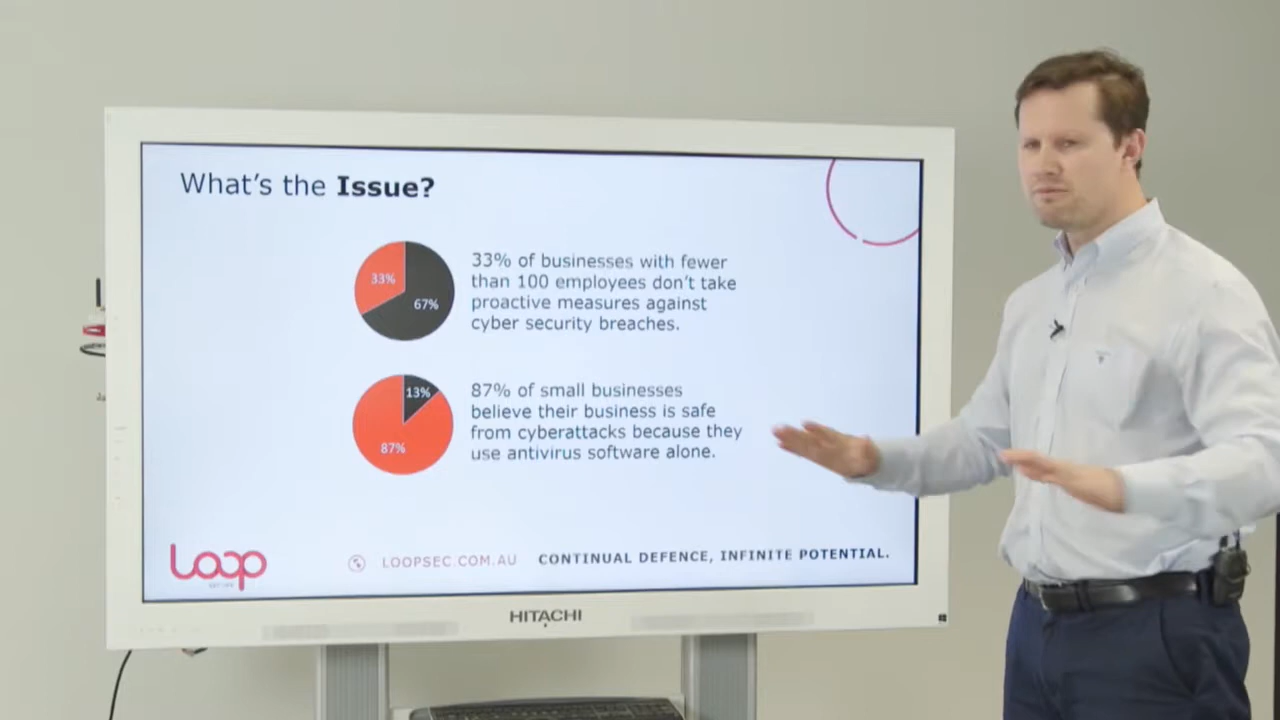 What's the Issue?
33%
67%
33% of businesses with fewer
than 100 employees don't take
proactive measures against
cyber security breaches.
13%
87%
87% of small businesses
believe their business is safe
from cyberattacks because they
use antivirus software alone.
Loop
LOOPSEC.COM.AU CONTINUAL DEFENCE, INFINITE POTENTIAL.
HITACHI